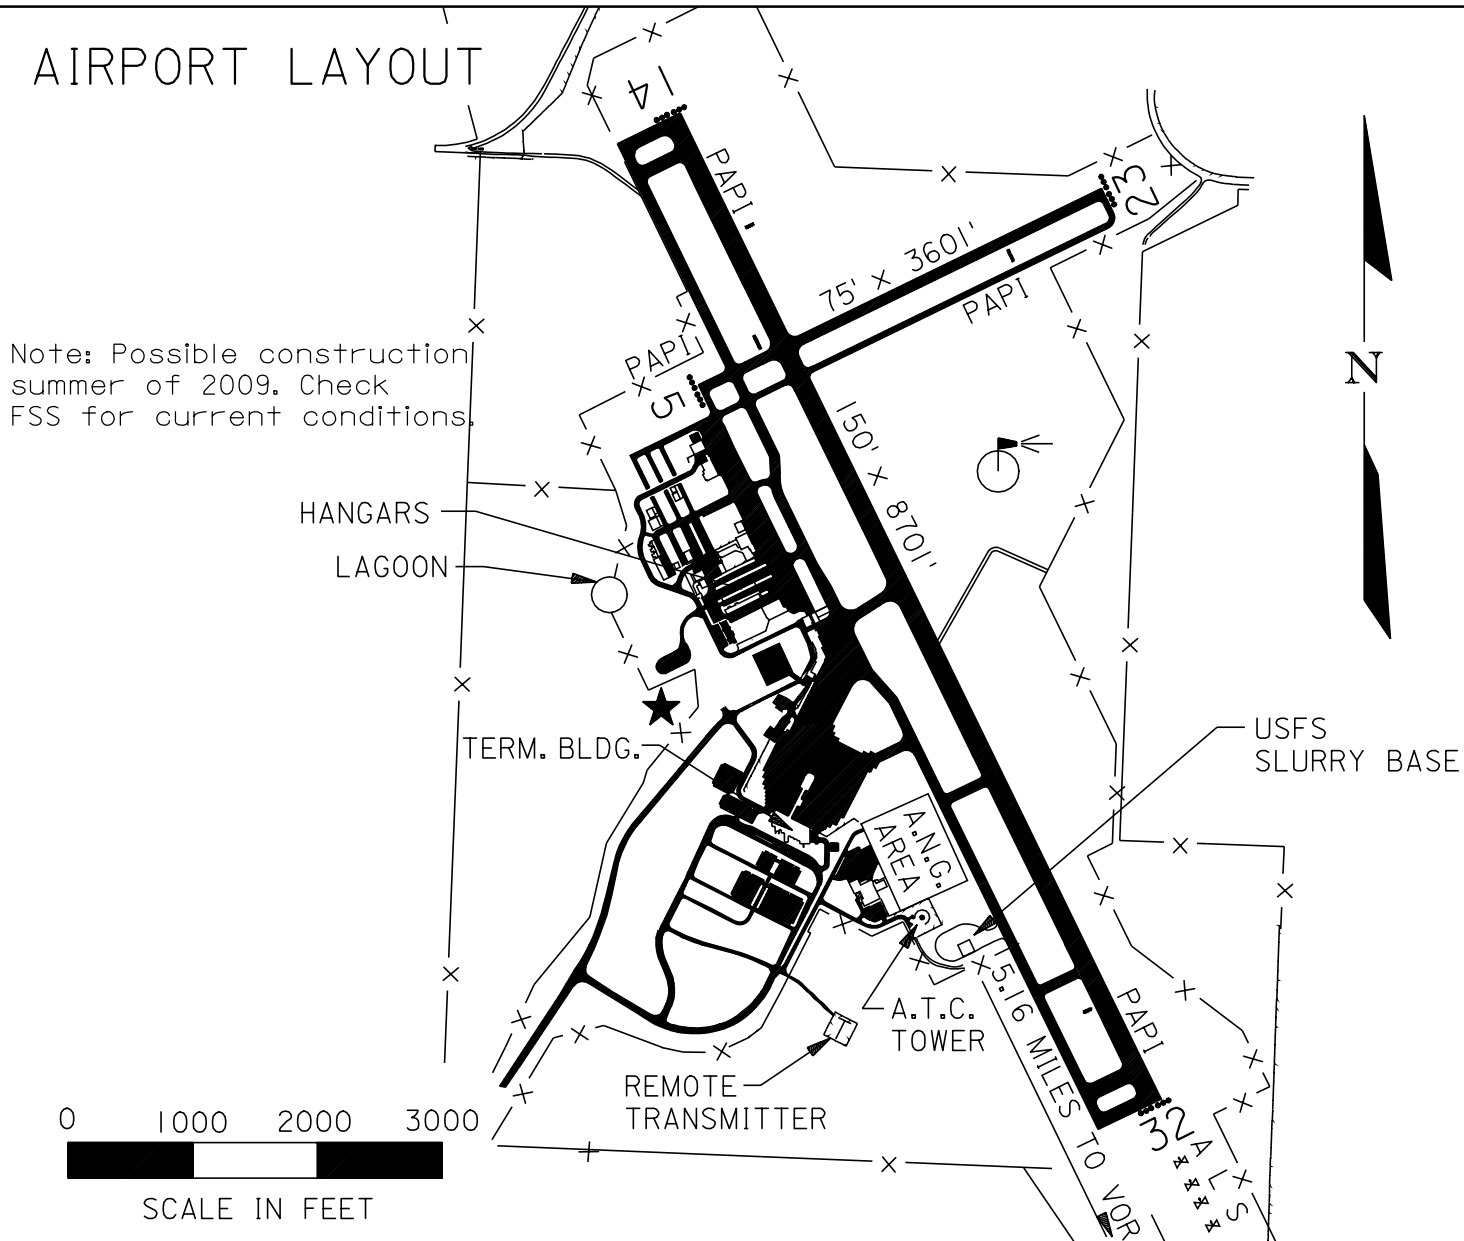 AIRPORT LAYOUT
14
PAPI
23
75' X 3601'
PAPI
Note: Possible construction
summer of 2009. Check
FSS for current conditions.
PAPI
5
N
150' X 8701'
HANGARS
LAGOON
TERM. BLDG.
USFS
SLURRY BASE
A.N.G.
AREA
A.T.C.
TOWER
5.16 MILES TO VOR
PAPI
REMOTE
TRANSMITTER
32
ALS
0 1000 2000 3000
SCALE IN FEET